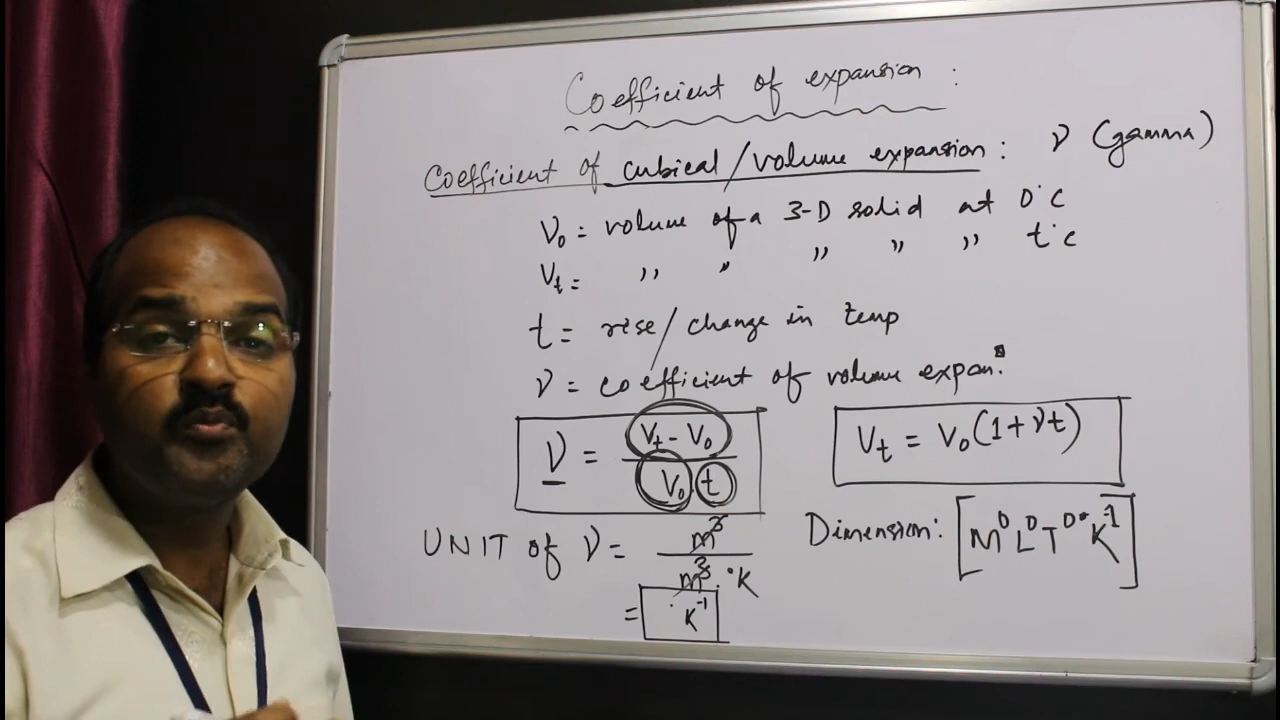 Coefficient of expansion :
Coefficient of cubical/volume expansion : γ (gamma)
V₀ = volume of a 3-D solid at 0°C
Vₜ = ,, ,, ,, ,, ,, t°C
t = rise/change in temp
γ = coefficient of volume expan.n
γ = Vₜ - V₀ / V₀ t
Vₜ = V₀(1+γt)
UNIT of γ = m³ / m³ °K
= K⁻¹
Dimension: [M⁰L⁰T⁰K⁻¹]